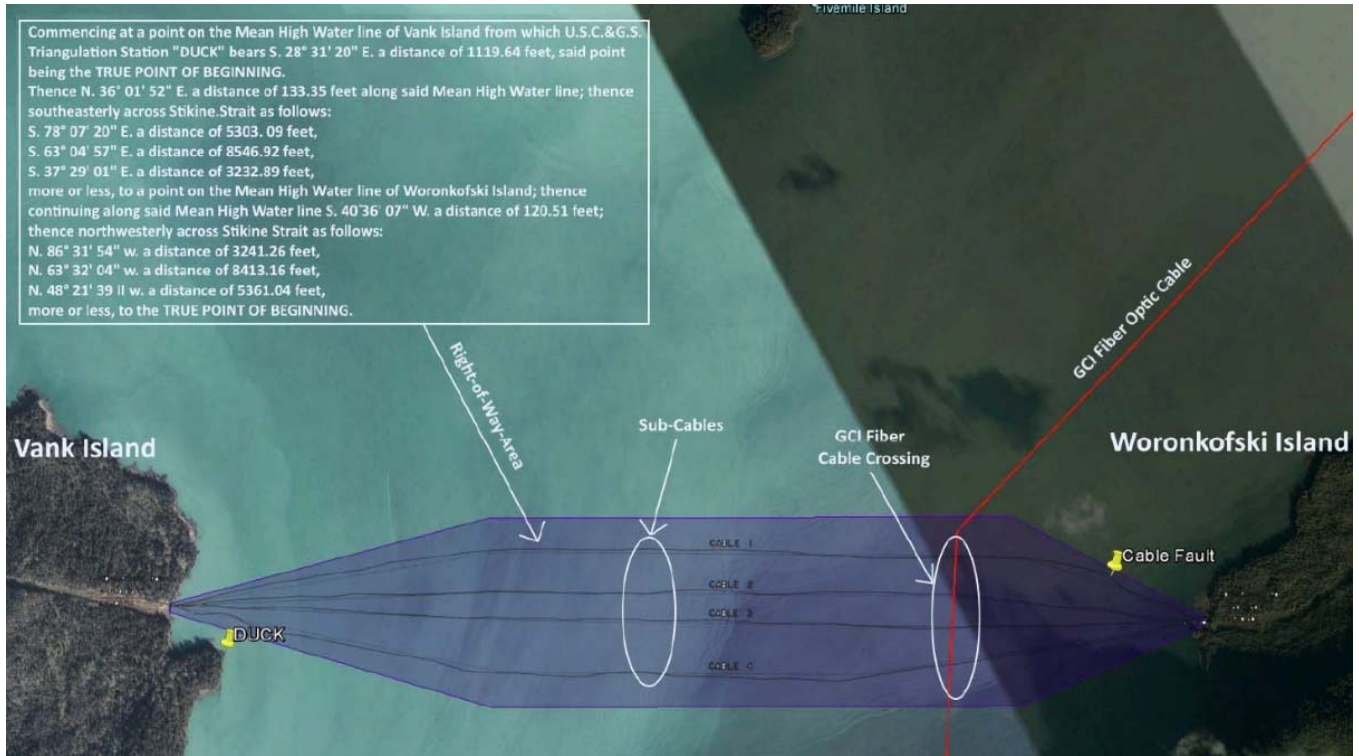 Fivemile Island
Commencing at a point on the Mean High Water line of Vank Island from which U.S.C.&G.S.
Triangulation Station "DUCK" bears S. 28° 31' 20" E. a distance of 1119.64 feet, said point
being the TRUE POINT OF BEGINNING.
Thence N. 36° 01' 52" E. a distance of 133.35 feet along said Mean High Water line; thence
southeasterly across Stikine.Strait as follows:
S. 78° 07' 20" E. a distance of 5303. 09 feet,
S. 63° 04' 57" E. a distance of 8546.92 feet,
S. 37° 29' 01" E. a distance of 3232.89 feet,
more or less, to a point on the Mean High Water line of Woronkofski Island; thence
continuing along said Mean High Water line S. 40°36' 07" W. a distance of 120.51 feet;
thence northwesterly across Stikine Strait as follows:
N. 86° 31' 54" w. a distance of 3241.26 feet,
N. 63° 32' 04" w. a distance of 8413.16 feet,
N. 48° 21' 39 II w. a distance of 5361.04 feet,
more or less, to the TRUE POINT OF BEGINNING.
GCI Fiber Optic Cable
Right-of-Way-Area
Sub-Cables
GCI Fiber
Cable Crossing
Vank Island
Woronkofski Island
CABLE 1
Cable Fault
CABLE 2
CABLE 3
DUCK
CABLE 4